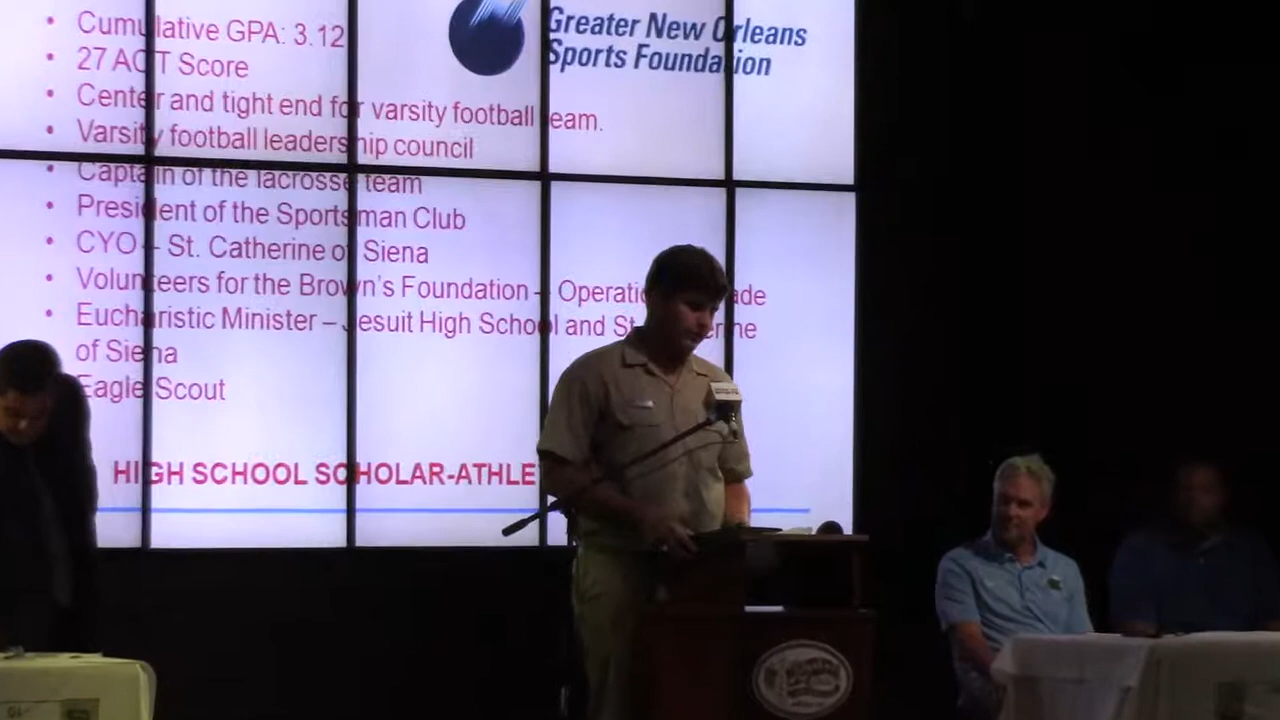 Cumulative GPA: 3.12
Greater New Orleans
Sports Foundation
27 ACT Score
Center and tight end for varsity football team.
Varsity football leadership council
Captain of the lacrosse team
President of the Sportsman Club
CYO – St. Catherine of Siena
Volunteers for the Brown's Foundation – Operati ade
Eucharistic Minister – Jesuit High School and St erine
of Siena
Eagle Scout
HIGH SCHOOL SCHOLAR-ATHLE